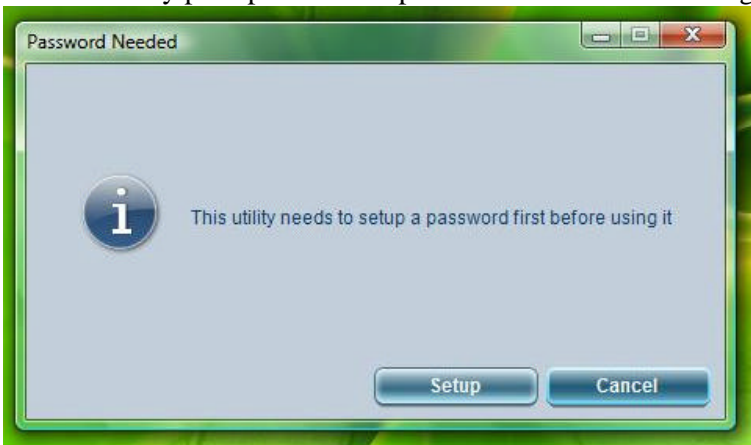 Password Needed
This utility needs to setup a password first before using it
Setup
Cancel